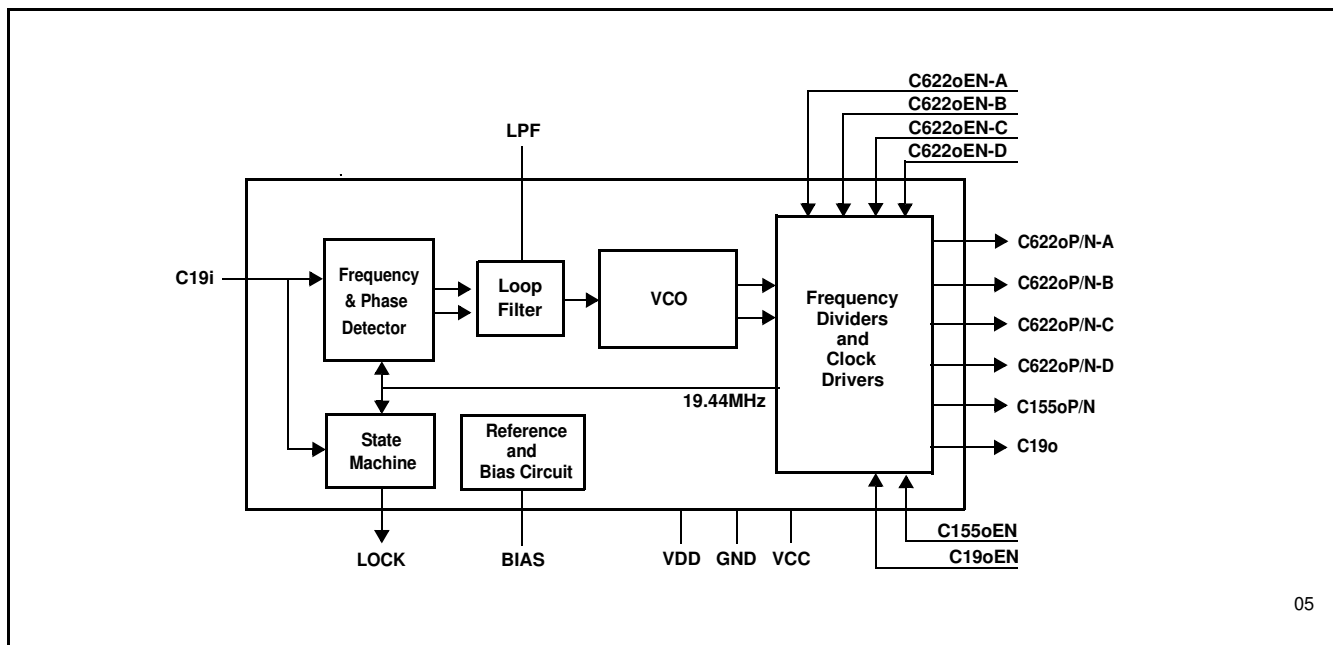 C622oEN-A
C622oEN-B
C622oEN-C
C622oEN-D
LPF
C19i
Frequency
& Phase
Detector
Loop
Filter
VCO
Frequency
Dividers
and
Clock
Drivers
C622oP/N-A
C622oP/N-B
C622oP/N-C
C622oP/N-D
C155oP/N
C19o
19.44MHz
State
Machine
Reference
and
Bias Circuit
LOCK
BIAS
VDD
GND
VCC
C155oEN
C19oEN
05